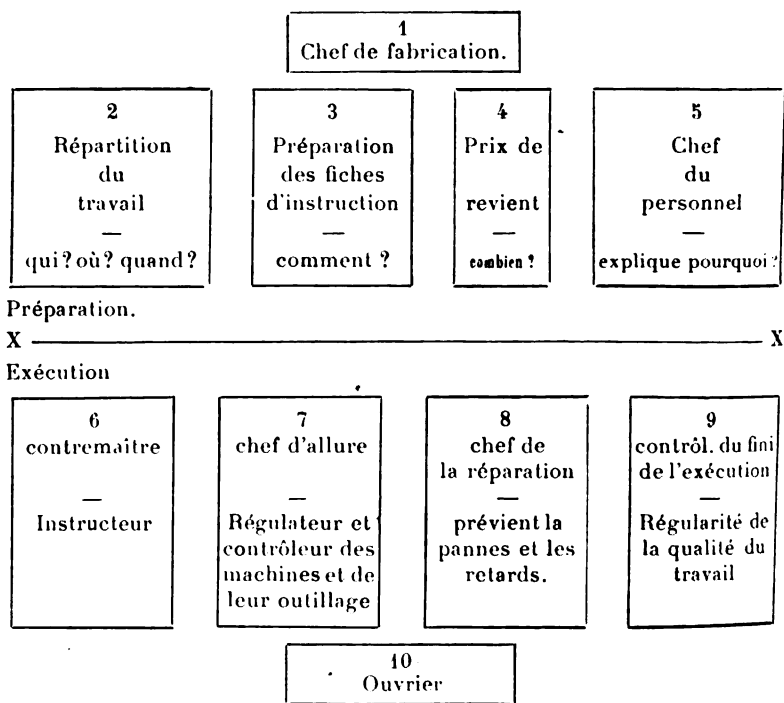 1
Chef de fabrication.
2
Répartition
du
travail
—
qui? où? quand?
3
Préparation
des fiches
d'instruction
—
comment ?
4
Prix de
revient
—
combien ?
5
Chef
du
personnel
—
explique pourquoi?
Préparation.
X ——— X
Exécution
6
contremaître
—
Instructeur
7
chef d'allure
—
Régulateur et
contrôleur des
machines et de
leur outillage
8
chef de
la réparation
—
prévient la
pannes et les
retards.
9
contrôl. du fini
de l'exécution
—
Régularité de
la qualité du
travail
10
Ouvrier